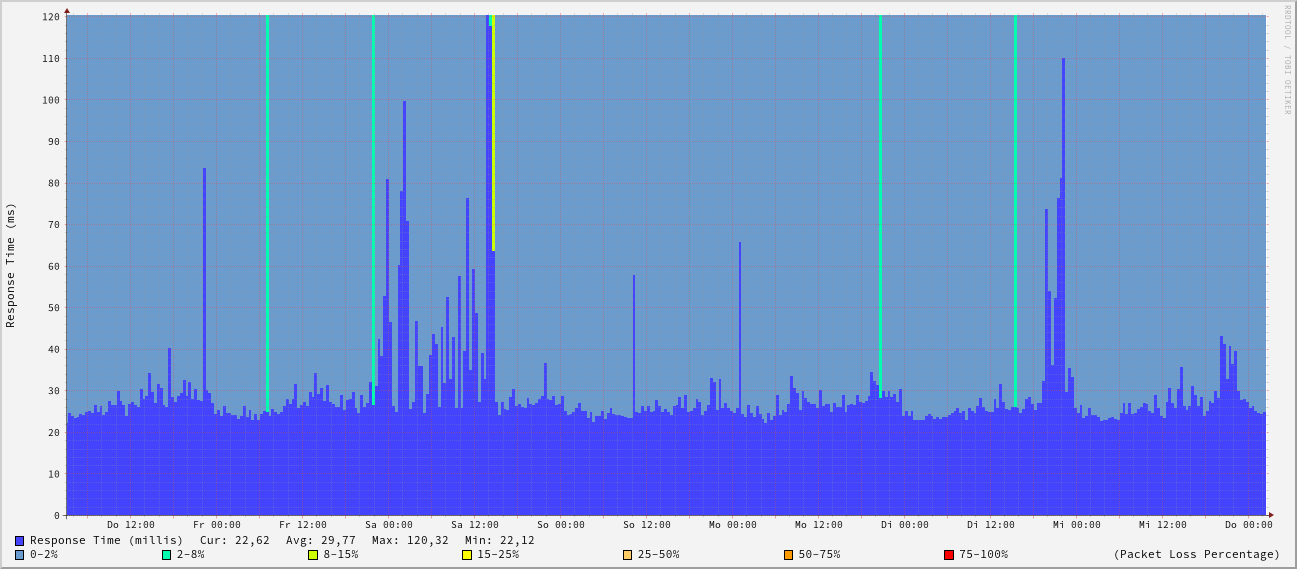 RRDTOOL / TOBI OETIKER
Response Time (ms)
120
110
100
90
80
70
60
50
40
30
20
10
0
Do 12:00 Fr 00:00 Fr 12:00 Sa 00:00 Sa 12:00 So 00:00 So 12:00 Mo 00:00 Mo 12:00 Di 00:00 Di 12:00 Mi 00:00 Mi 12:00 Do 00:00
Response Time (millis) Cur: 22,62 Avg: 29,77 Max: 120,32 Min: 22,12
0-2% 2-8% 8-15% 15-25% 25-50% 50-75% 75-100% (Packet Loss Percentage)